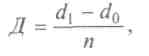 Д = (d₁ − d₀) / n ,